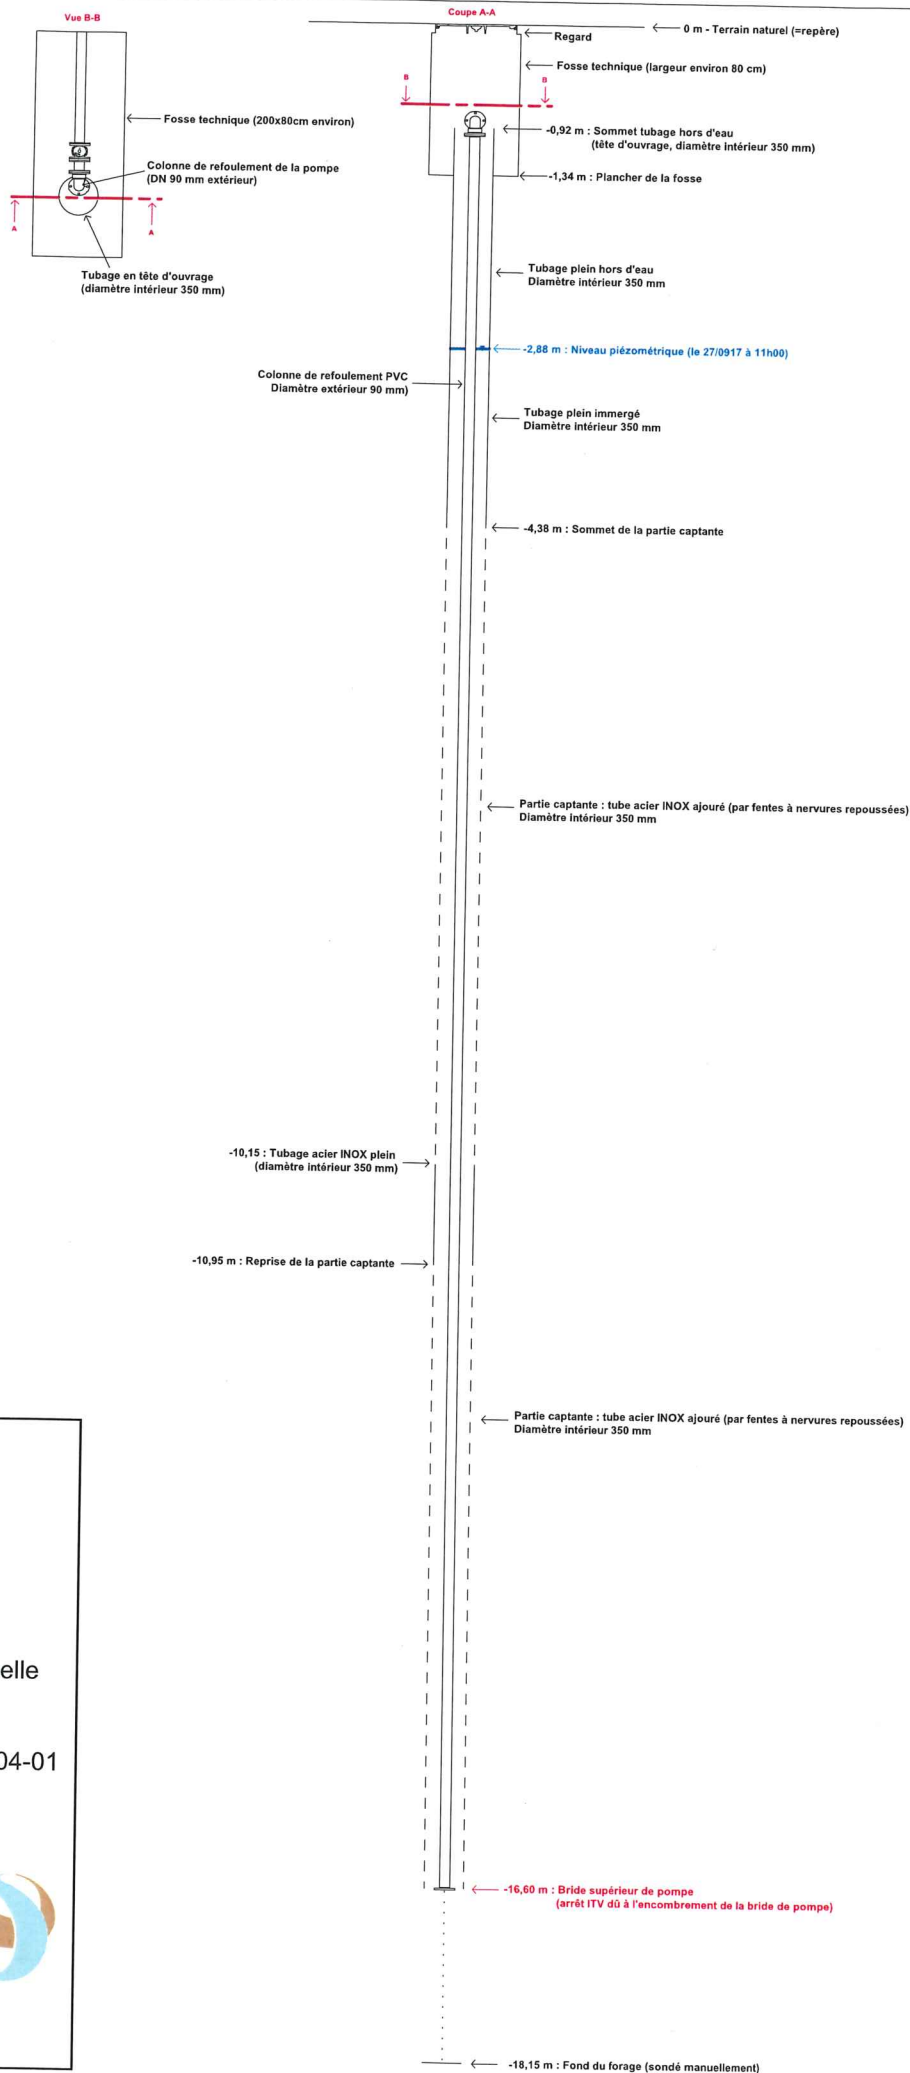 Vue B-B
Coupe A-A
0 m - Terrain naturel (=repère)
Regard
Fosse technique (largeur environ 80 cm)
B
B
Fosse technique (200x80cm environ)
-0,92 m : Sommet tubage hors d'eau
(tête d'ouvrage, diamètre intérieur 350 mm)
Colonne de refoulement de la pompe
(DN 90 mm extérieur)
-1,34 m : Plancher de la fosse
A
A
Tubage en tête d'ouvrage
(diamètre intérieur 350 mm)
Tubage plein hors d'eau
Diamètre intérieur 350 mm
-2,88 m : Niveau piézométrique (le 27/0917 à 11h00)
Colonne de refoulement PVC
Diamètre extérieur 90 mm)
Tubage plein immergé
Diamètre intérieur 350 mm
-4,38 m : Sommet de la partie captante
Partie captante : tube acier INOX ajouré (par fentes à nervures repoussées)
Diamètre intérieur 350 mm
-10,15 : Tubage acier INOX plein
(diamètre intérieur 350 mm)
-10,95 m : Reprise de la partie captante
Partie captante : tube acier INOX ajouré (par fentes à nervures repoussées)
Diamètre intérieur 350 mm
elle
04-01
-16,60 m : Bride supérieur de pompe
(arrêt ITV dû à l'encombrement de la bride de pompe)
-18,15 m : Fond du forage (sondé manuellement)